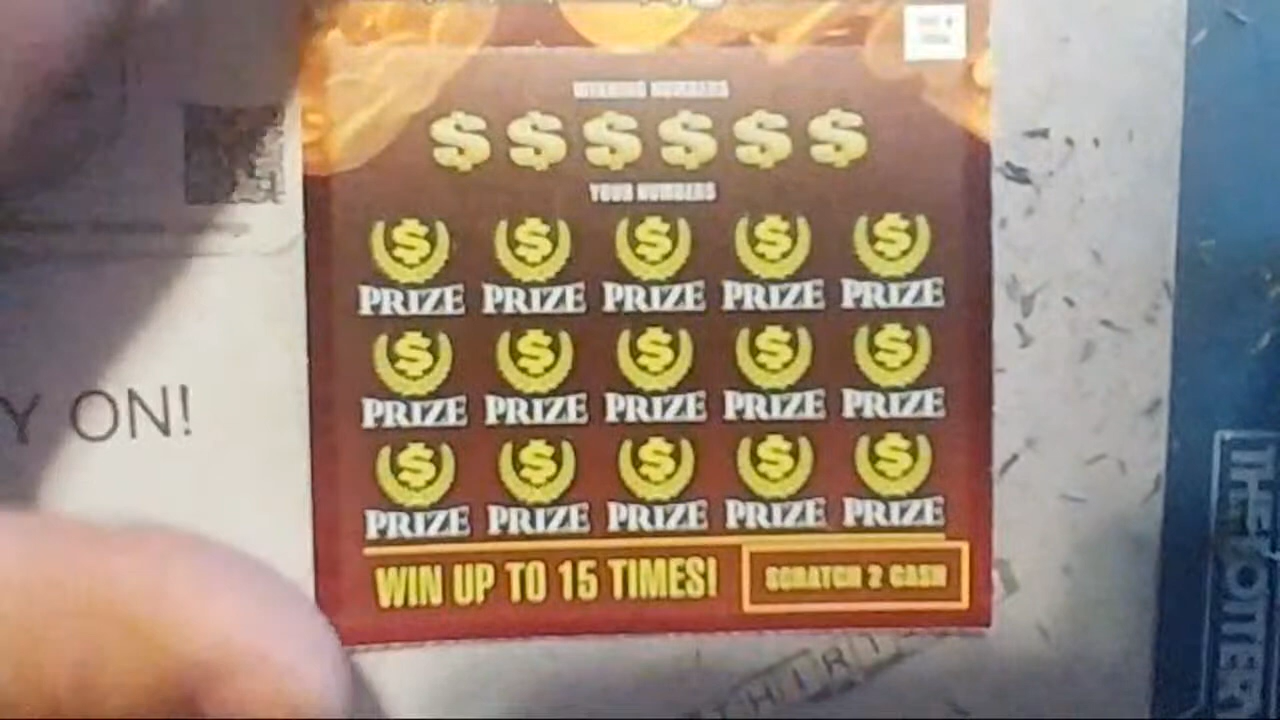 WINNING NUMBERS
$ $ $ $ $ $
YOUR NUMBERS
$ $ $ $ $
PRIZE PRIZE PRIZE PRIZE PRIZE
$ $ $ $ $
PRIZE PRIZE PRIZE PRIZE PRIZE
$ $ $ $ $
PRIZE PRIZE PRIZE PRIZE PRIZE
WIN UP TO 15 TIMES!
SCRATCH 2 CASH
Y ON!